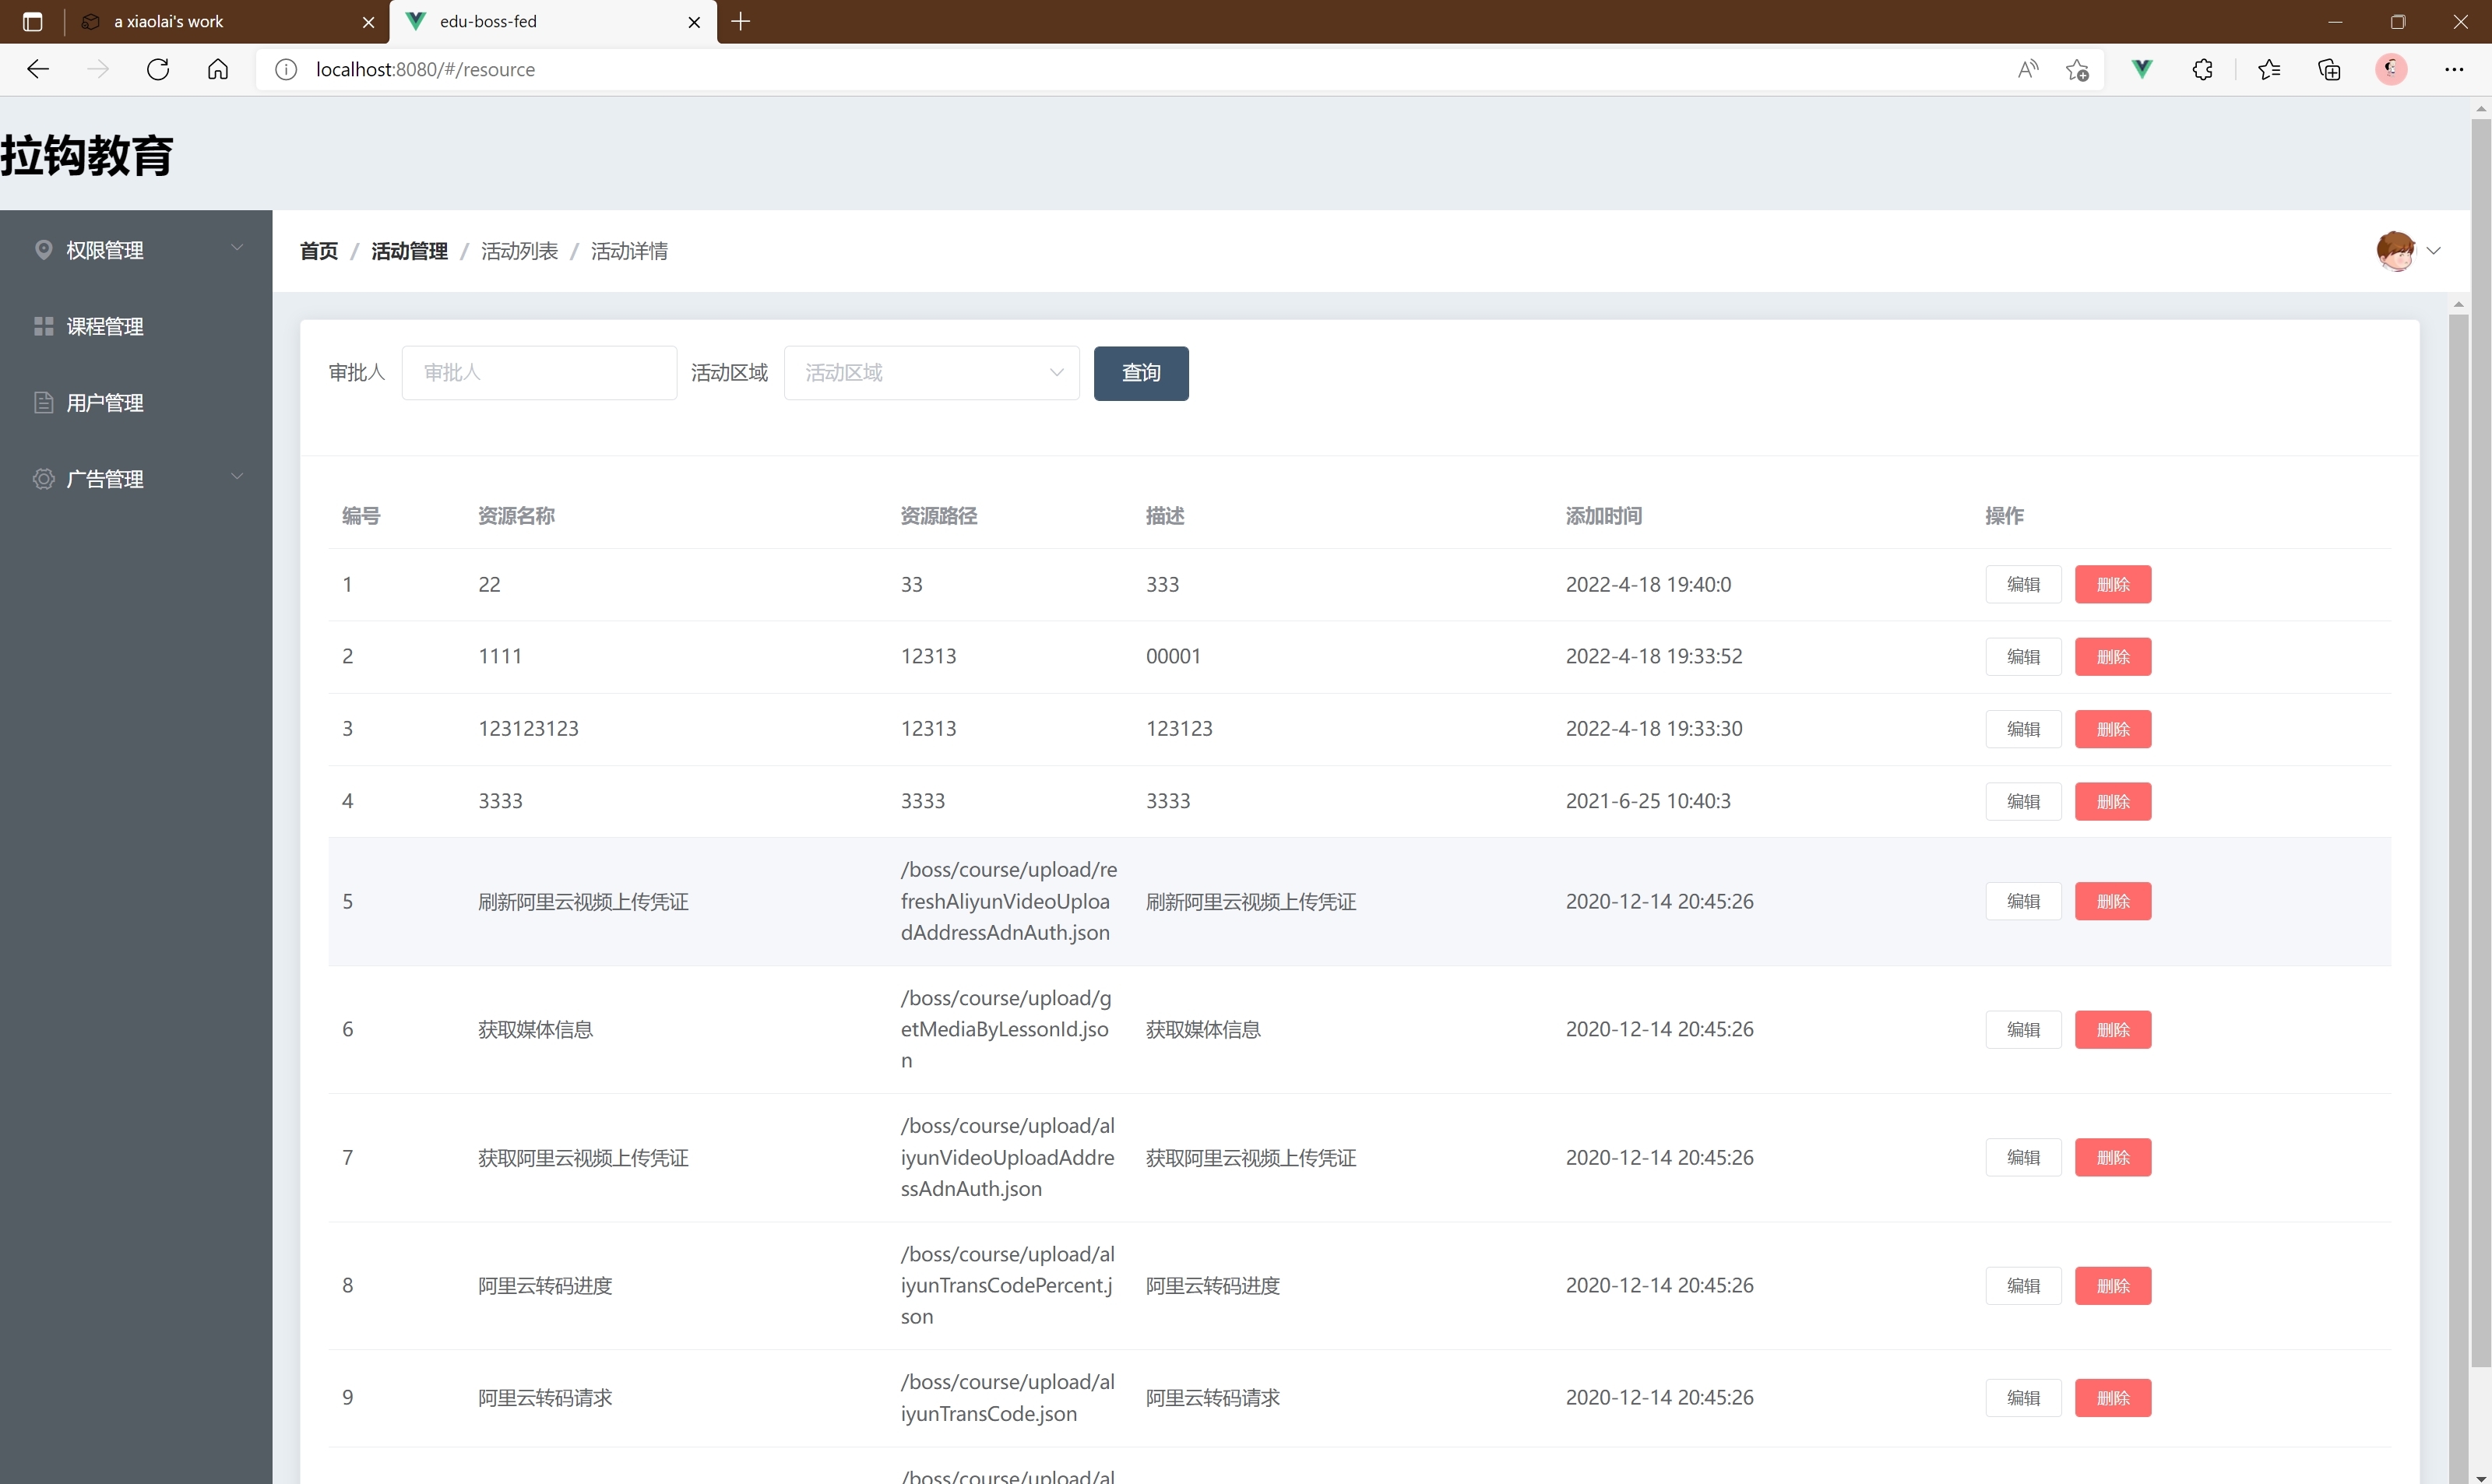 a xiaolai's work
edu-boss-fed
localhost:8080/#/resource
拉钩教育
权限管理
课程管理
用户管理
广告管理
首页 / 活动管理 / 活动列表 / 活动详情
审批人 审批人 活动区域 活动区域 查询
编号 资源名称 资源路径 描述 添加时间 操作
1 22 33 333 2022-4-18 19:40:0 编辑 删除
2 1111 12313 00001 2022-4-18 19:33:52 编辑 删除
3 123123123 12313 123123 2022-4-18 19:33:30 编辑 删除
4 3333 3333 3333 2021-6-25 10:40:3 编辑 删除
/boss/course/upload/re
5 刷新阿里云视频上传凭证 freshAliyunVideoUploa 刷新阿里云视频上传凭证 2020-12-14 20:45:26 编辑 删除
dAddressAdnAuth.json
/boss/course/upload/g
6 获取媒体信息 etMediaByLessonId.jso 获取媒体信息 2020-12-14 20:45:26 编辑 删除
n
/boss/course/upload/al
7 获取阿里云视频上传凭证 iyunVideoUploadAddre 获取阿里云视频上传凭证 2020-12-14 20:45:26 编辑 删除
ssAdnAuth.json
/boss/course/upload/al
8 阿里云转码进度 iyunTransCodePercent.j 阿里云转码进度 2020-12-14 20:45:26 编辑 删除
son
/boss/course/upload/al
9 阿里云转码请求 iyunTransCode.json 阿里云转码请求 2020-12-14 20:45:26 编辑 删除
/boss/course/upload/al